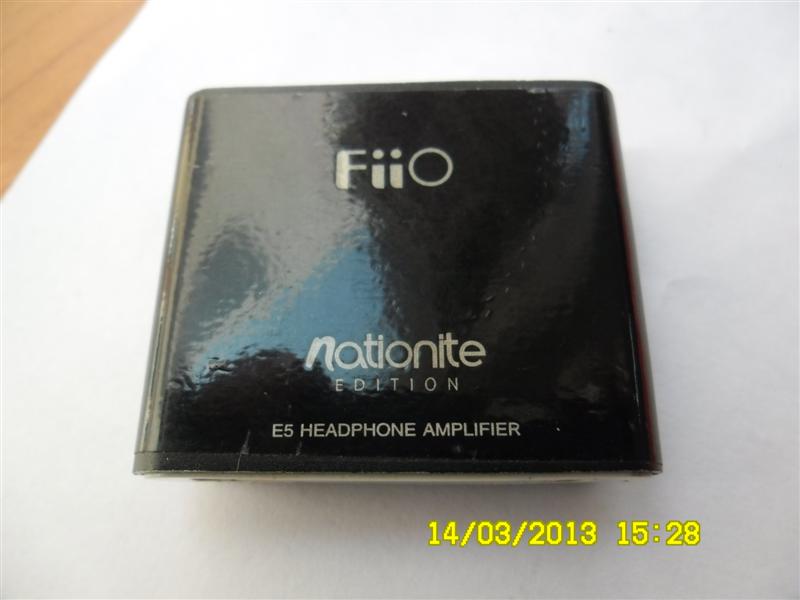 FiiO
nationite
EDITION
E5 HEADPHONE AMPLIFIER
14/03/2013 15:28